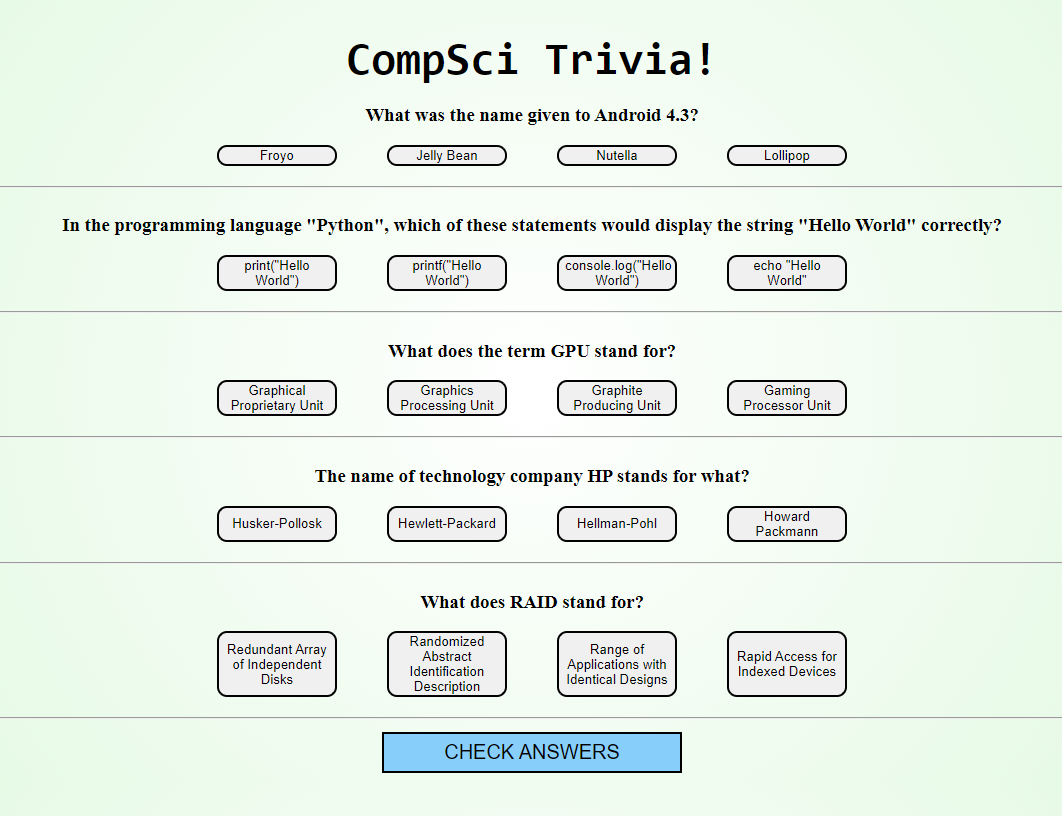 CompSci Trivia!
What was the name given to Android 4.3?
Froyo
Jelly Bean
Nutella
Lollipop
In the programming language "Python", which of these statements would display the string "Hello World" correctly?
print("Hello
World")
printf("Hello
World")
console.log("Hello
World")
echo "Hello
World"
What does the term GPU stand for?
Graphical
Proprietary Unit
Graphics
Processing Unit
Graphite
Producing Unit
Gaming
Processor Unit
The name of technology company HP stands for what?
Husker-Pollosk
Hewlett-Packard
Hellman-Pohl
Howard
Packmann
What does RAID stand for?
Redundant Array
of Independent
Disks
Randomized
Abstract
Identification
Description
Range of
Applications with
Identical Designs
Rapid Access for
Indexed Devices
CHECK ANSWERS